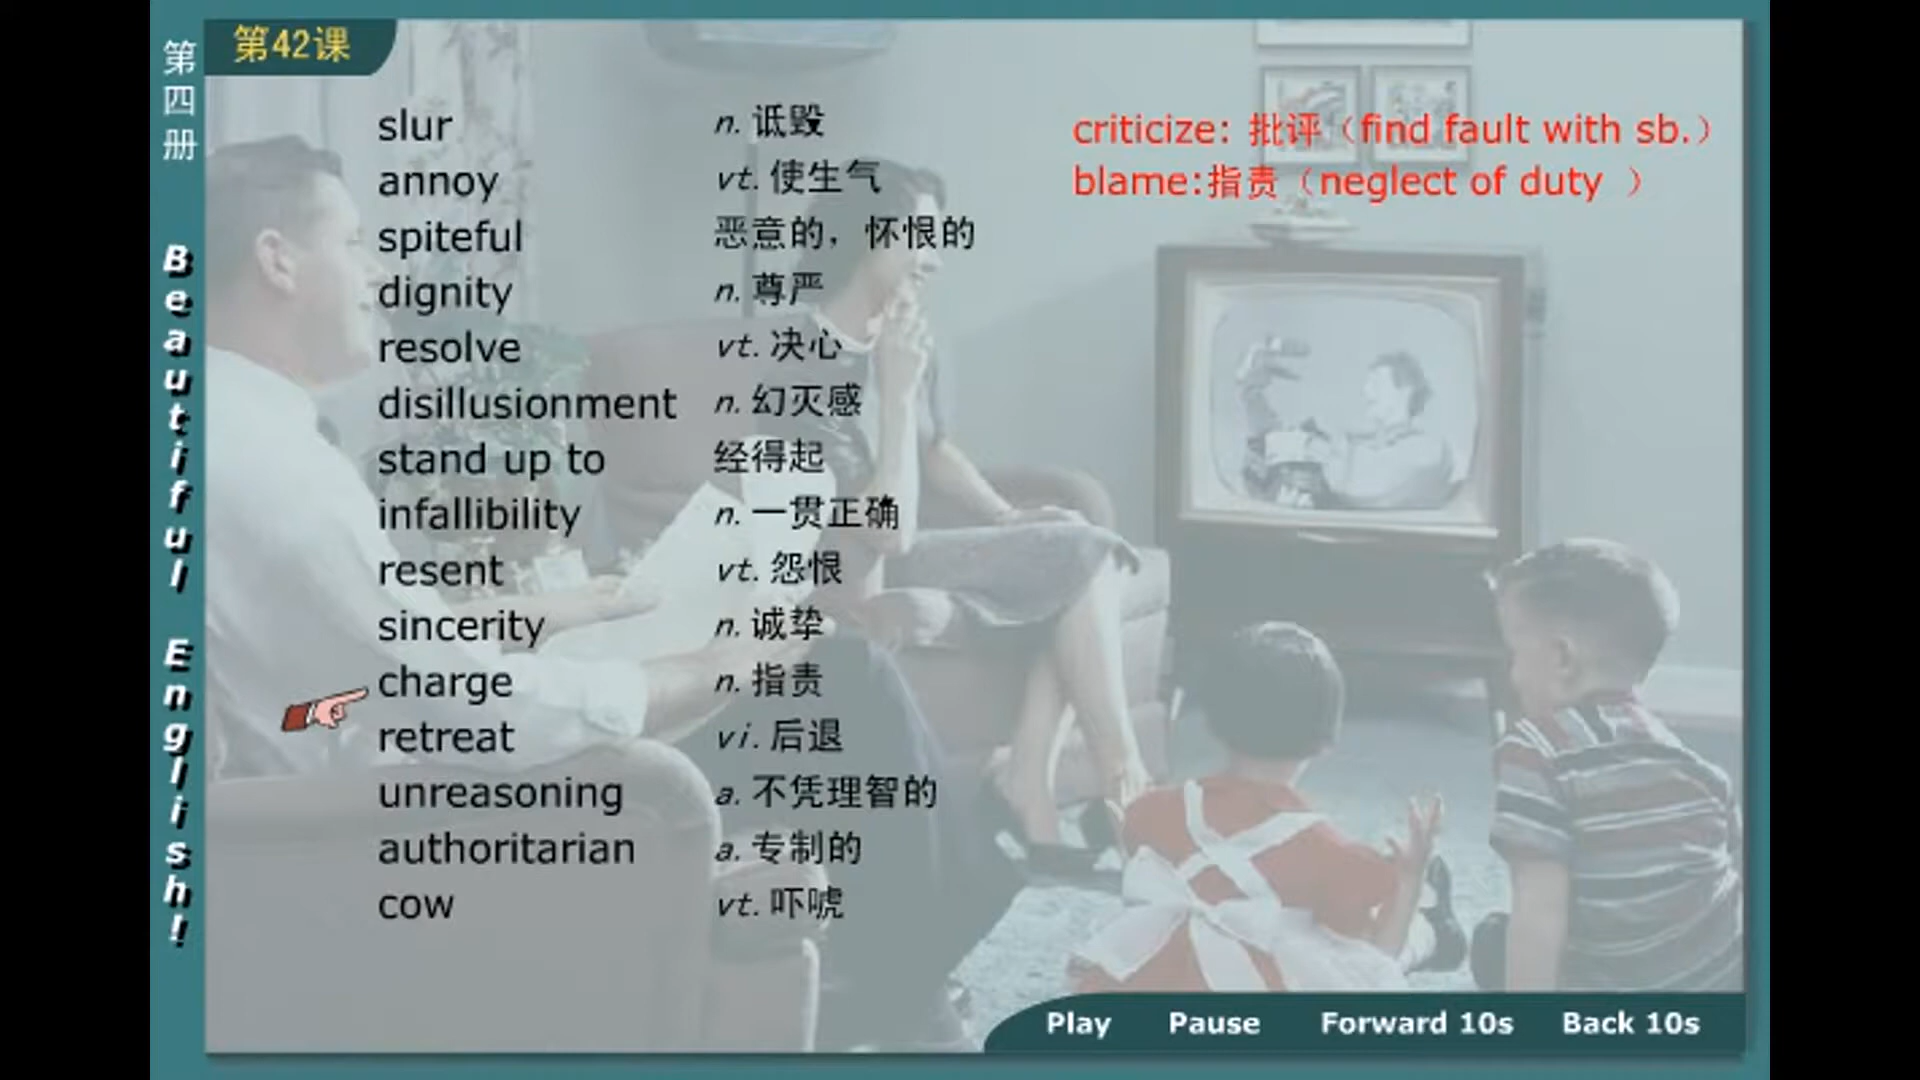 第四册
Beautiful English!
第42课
slur n. 诋毁
annoy vt. 使生气
spiteful 恶意的，怀恨的
dignity n. 尊严
resolve vt. 决心
disillusionment n. 幻灭感
stand up to 经得起
infallibility n. 一贯正确
resent vt. 怨恨
sincerity n. 诚挚
charge n. 指责
retreat vi. 后退
unreasoning a. 不凭理智的
authoritarian a. 专制的
cow vt. 吓唬
criticize: 批评（find fault with sb.）
blame:指责（neglect of duty ）
Play Pause Forward 10s Back 10s